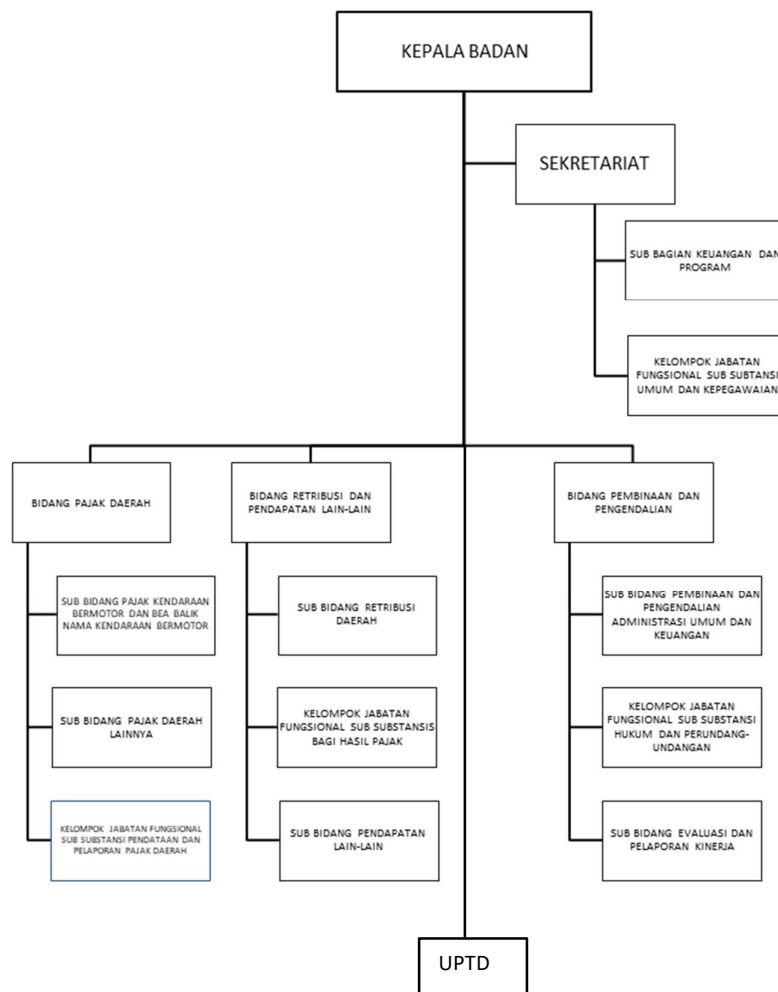 KEPALA BADAN
SEKRETARIAT
SUB BAGIAN KEUANGAN DAN
PROGRAM
KELOMPOK JABATAN
FUNGSIONAL SUB SUBTANSI
UMUM DAN KEPEGAWAIAN
BIDANG PAJAK DAERAH
BIDANG RETRIBUSI DAN
PENDAPATAN LAIN-LAIN
BIDANG PEMBINAAN DAN
PENGENDALIAN
SUB BIDANG PAJAK KENDARAAN
BERMOTOR DAN BEA BALIK
NAMA KENDARAAN BERMOTOR
SUB BIDANG RETRIBUSI
DAERAH
SUB BIDANG PEMBINAAN DAN
PENGENDALIAN
ADMINISTRASI UMUM DAN
KEUANGAN
SUB BIDANG PAJAK DAERAH
LAINNYA
KELOMPOK JABATAN
FUNGSIONAL SUB SUBSTANSIS
BAGI HASIL PAJAK
KELOMPOK JABATAN
FUNGSIONAL SUB SUBSTANSI
HUKUM DAN PERUNDANG-
UNDANGAN
KELOMPOK JABATAN FUNGSIONAL
SUB SUBSTANSI PENDATAAN DAN
PELAPORAN PAJAK DAERAH
SUB BIDANG PENDAPATAN
LAIN-LAIN
SUB BIDANG EVALUASI DAN
PELAPORAN KINERJA
UPTD